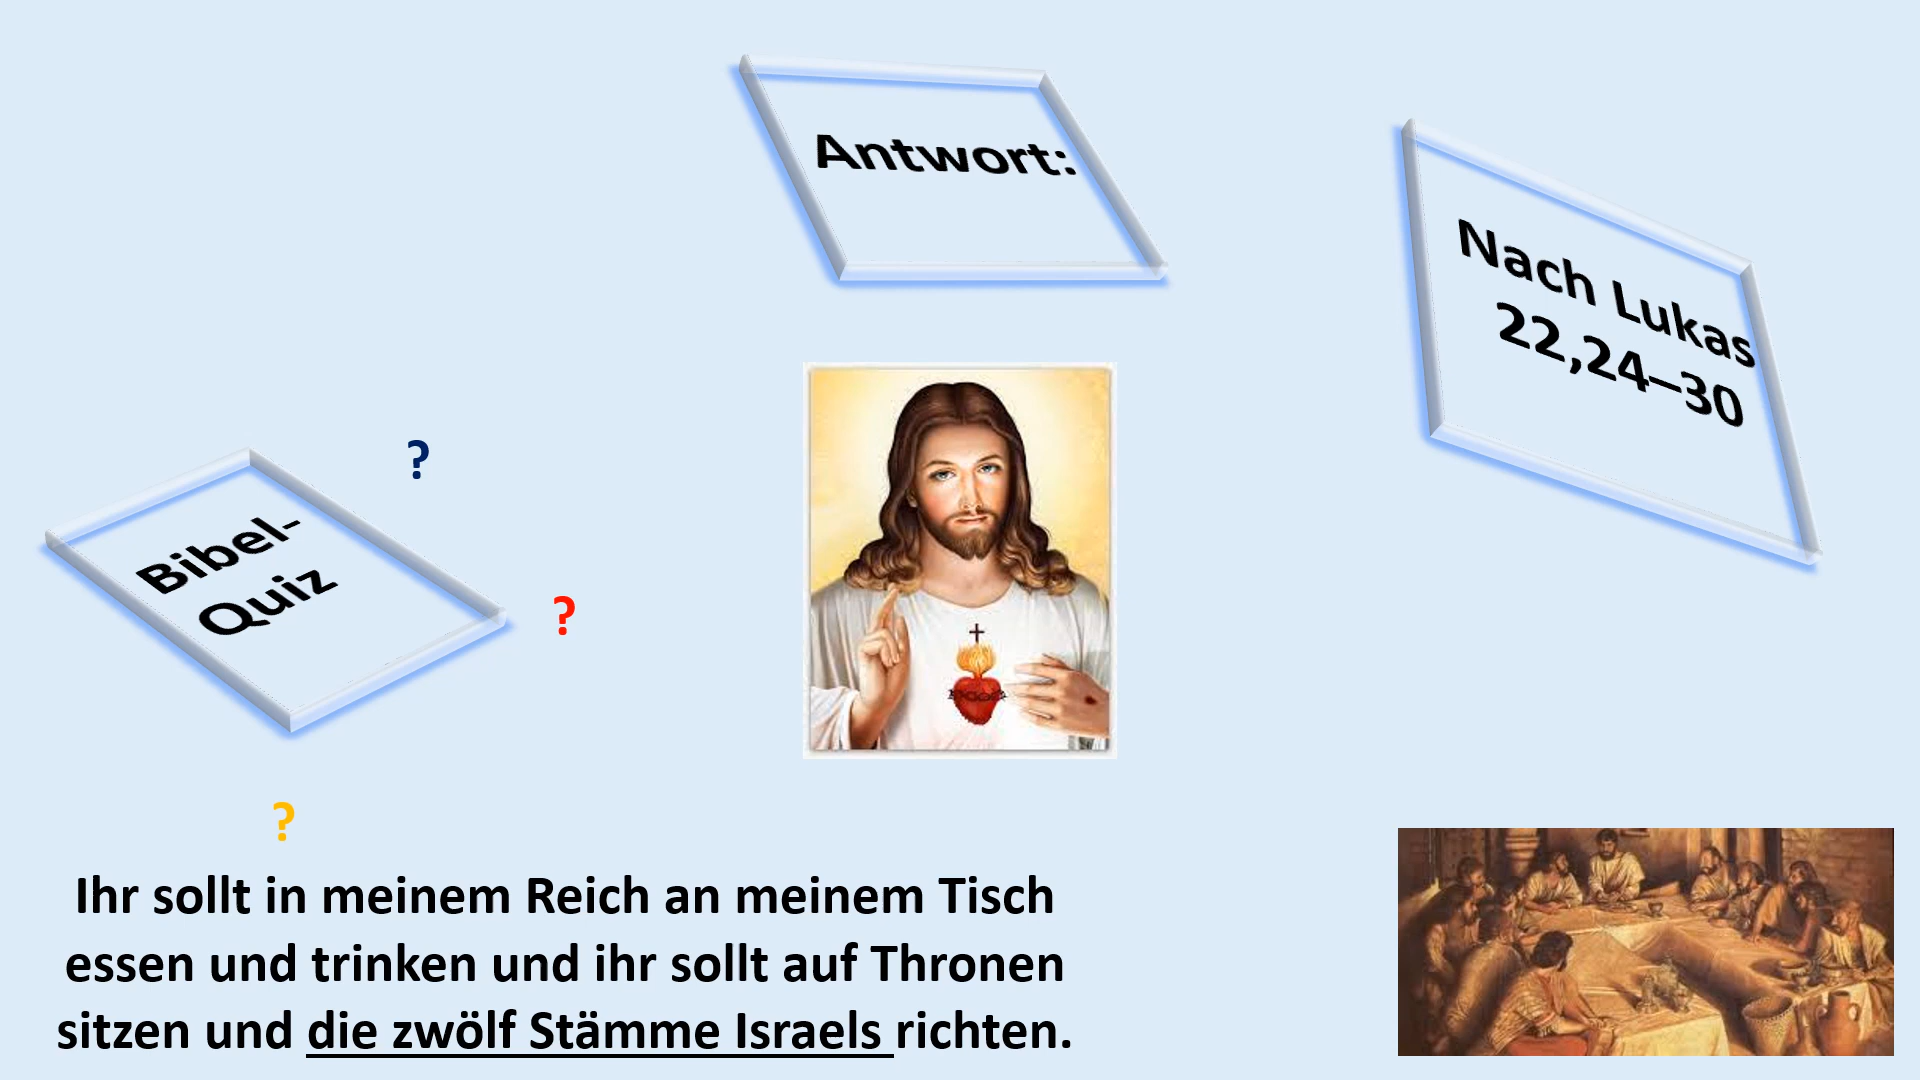 Antwort:
Nach Lukas
22,24–30
?
Bibel-
Quiz
?
?
Ihr sollt in meinem Reich an meinem Tisch
essen und trinken und ihr sollt auf Thronen
sitzen und die zwölf Stämme Israels richten.